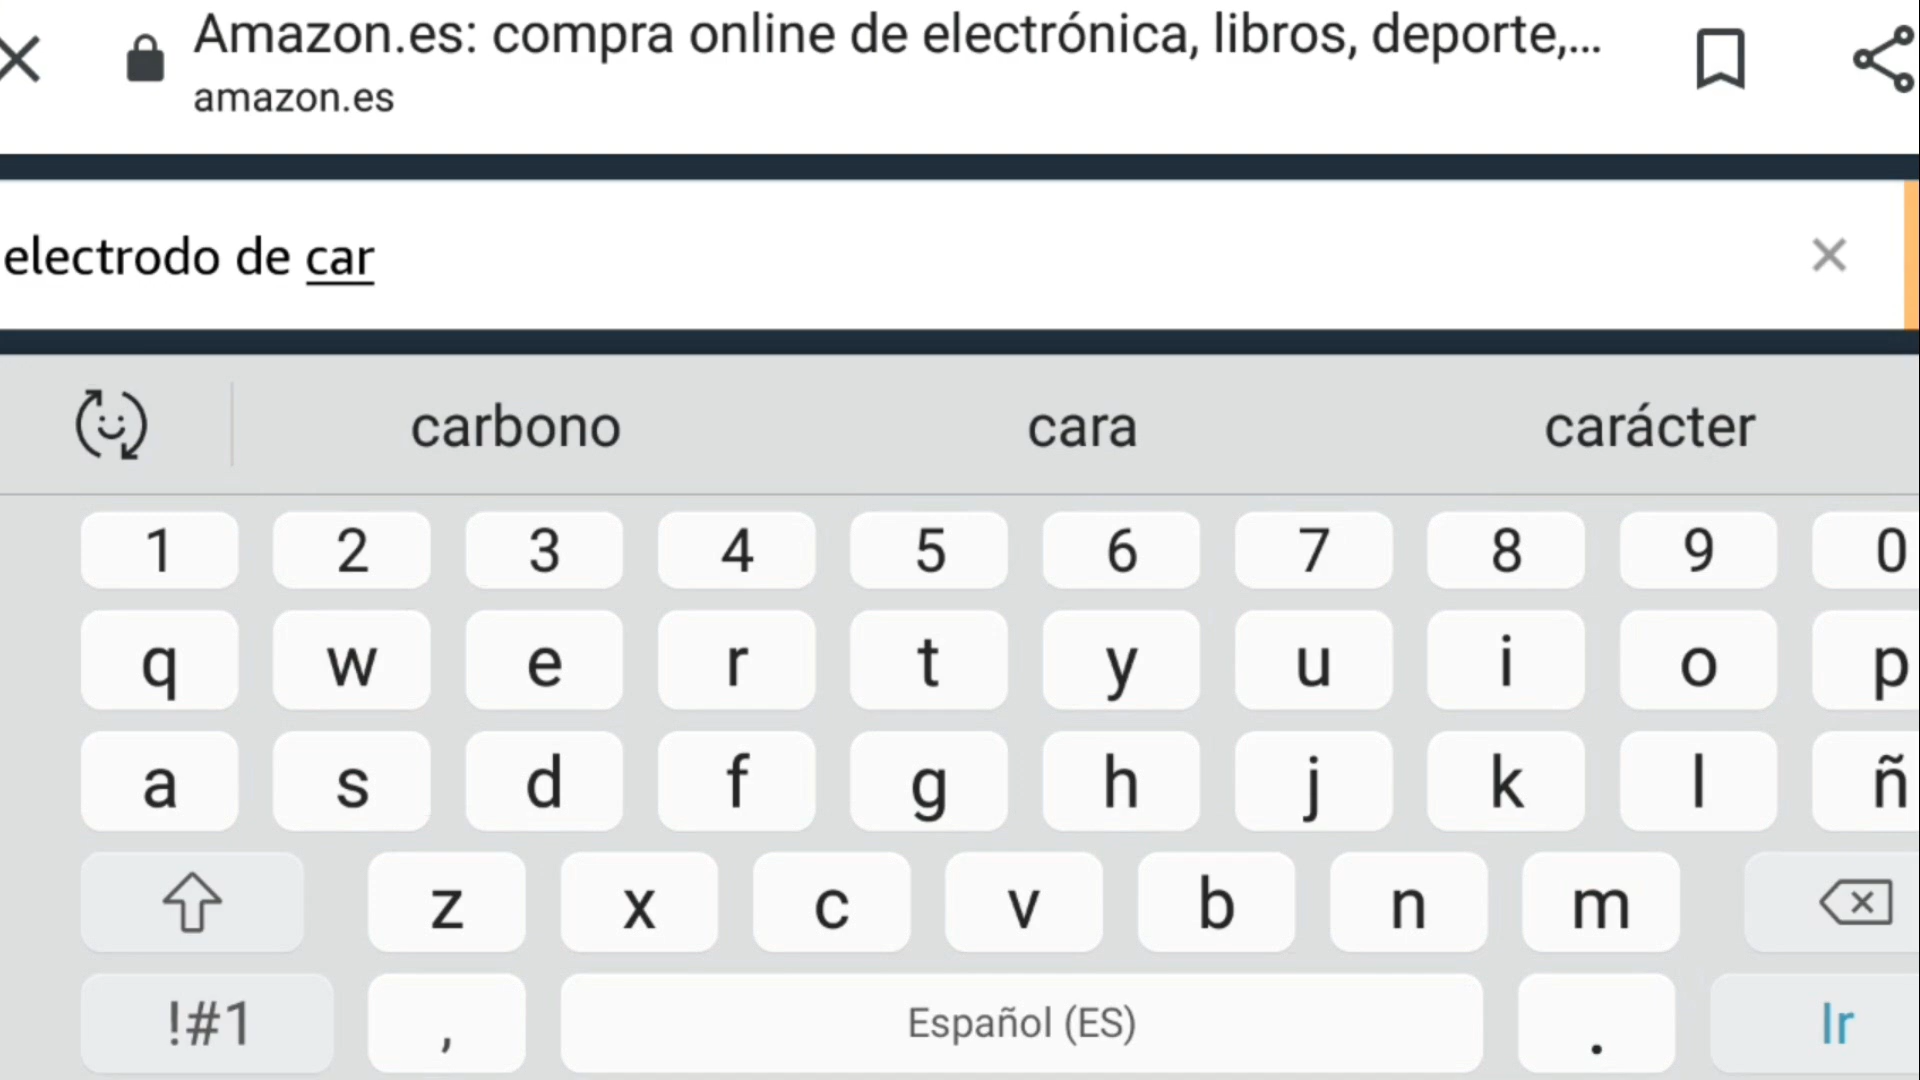 Amazon.es: compra online de electrónica, libros, deporte,...
amazon.es
electrodo de car
carbono cara carácter
1 2 3 4 5 6 7 8 9 0
q w e r t y u i o p
a s d f g h j k l ñ
z x c v b n m
!#1 , Español (ES) . Ir